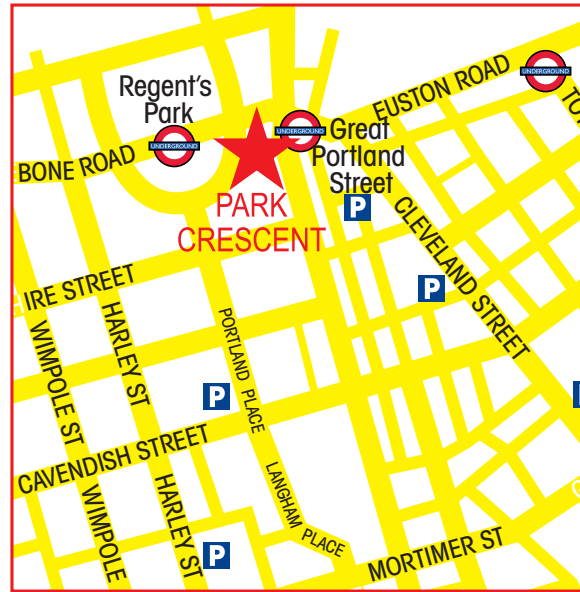 EUSTON ROAD
UNDERGROUND
TO
Regent's
Park
UNDERGROUND
UNDERGROUND
Great
Portland
Street
BONE ROAD
P
PARK
CRESCENT
CLEVELAND STREET
P
IRE STREET
HARLEY ST
WIMPOLE ST
PORTLAND PLACE
P
CAVENDISH STREET
LANGHAM PLACE
WIMPOLE
HARLEY ST
P
MORTIMER ST